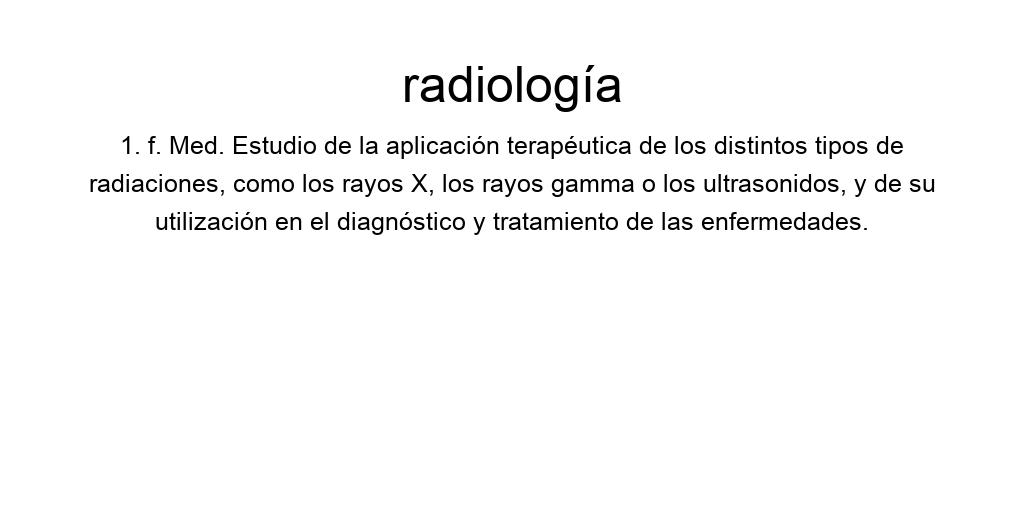 radiología
1. f. Med. Estudio de la aplicación terapéutica de los distintos tipos de
radiaciones, como los rayos X, los rayos gamma o los ultrasonidos, y de su
utilización en el diagnóstico y tratamiento de las enfermedades.